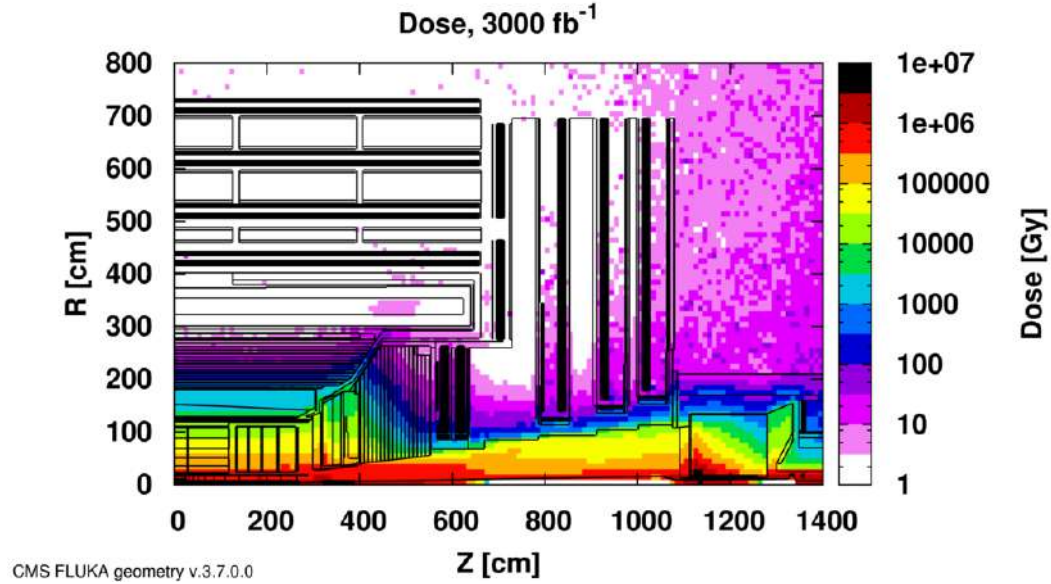 Dose, 3000 fb⁻¹
800
700
600
500
400
300
200
100
0
R [cm]
0 200 400 600 800 1000 1200 1400
Z [cm]
1e+07
1e+06
100000
10000
1000
100
10
1
Dose [Gy]
CMS FLUKA geometry v.3.7.0.0